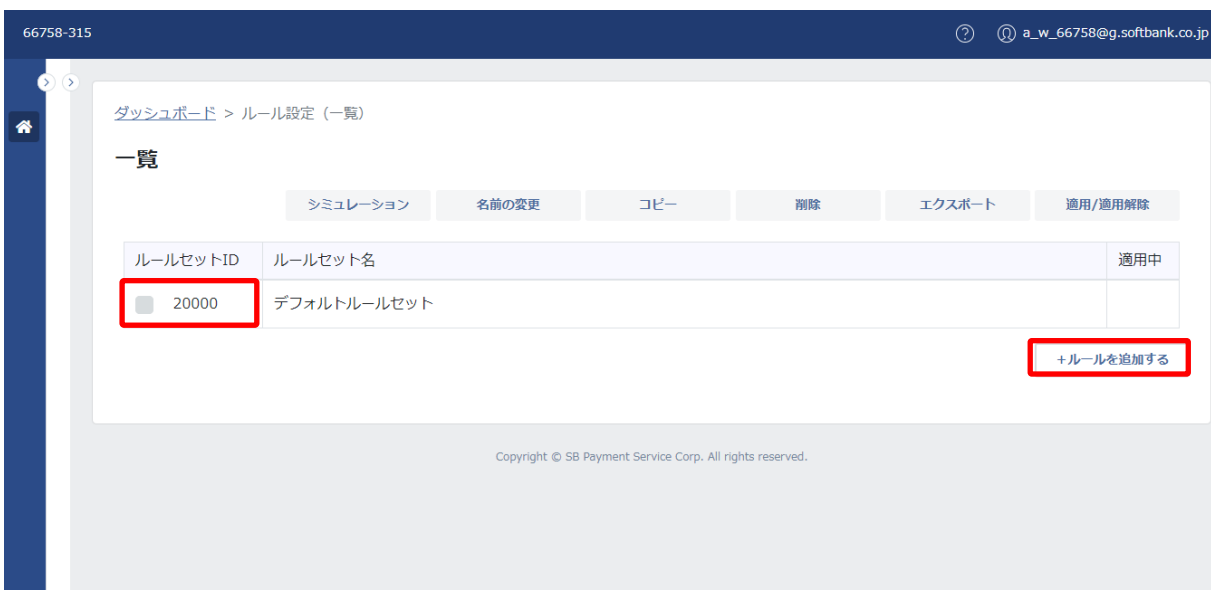 66758-315
a_w_66758@g.softbank.co.jp
ダッシュボード > ルール設定（一覧）
一覧
シミュレーション 名前の変更 コピー 削除 エクスポート 適用/適用解除
ルールセットID ルールセット名 適用中
20000 デフォルトルールセット
+ルールを追加する
Copyright © SB Payment Service Corp. All rights reserved.